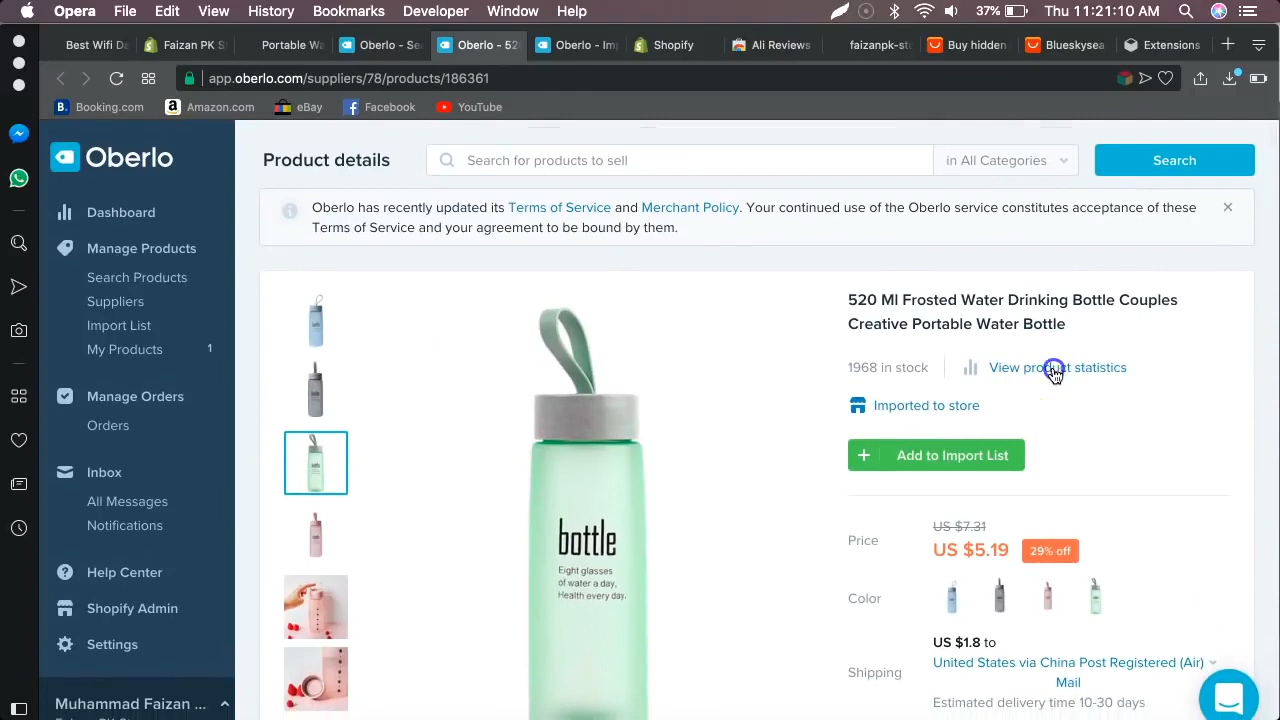 Opera File Edit View History Bookmarks Developer Window Help 37% Thu 11:21:10 AM
Best Wifi Da Faizan PK S Portable Wa Oberlo - Sea Oberlo - 52 Oberlo - Imp Shopify Ali Reviews faizanpk-sto Buy hidden Blueskysea Extensions
app.oberlo.com/suppliers/78/products/186361
B. Booking.com a Amazon.com eBay Facebook YouTube
Oberlo
Dashboard
Manage Products
Search Products
Suppliers
Import List
My Products 1
Manage Orders
Orders
Inbox
All Messages
Notifications
Help Center
Shopify Admin
Settings
Muhammad Faizan ...
Product details Search for products to sell in All Categories Search
Oberlo has recently updated its Terms of Service and Merchant Policy. Your continued use of the Oberlo service constitutes acceptance of these
Terms of Service and your agreement to be bound by them.
bottle
Eight glasses
of water a day,
Health every day.
520 Ml Frosted Water Drinking Bottle Couples
Creative Portable Water Bottle
1968 in stock View product statistics
Imported to store
+ Add to Import List
US $7.31
Price US $5.19 29% off
Color
US $1.8 to
Shipping United States via China Post Registered (Air)
Mail
Estimated delivery time 10-30 days